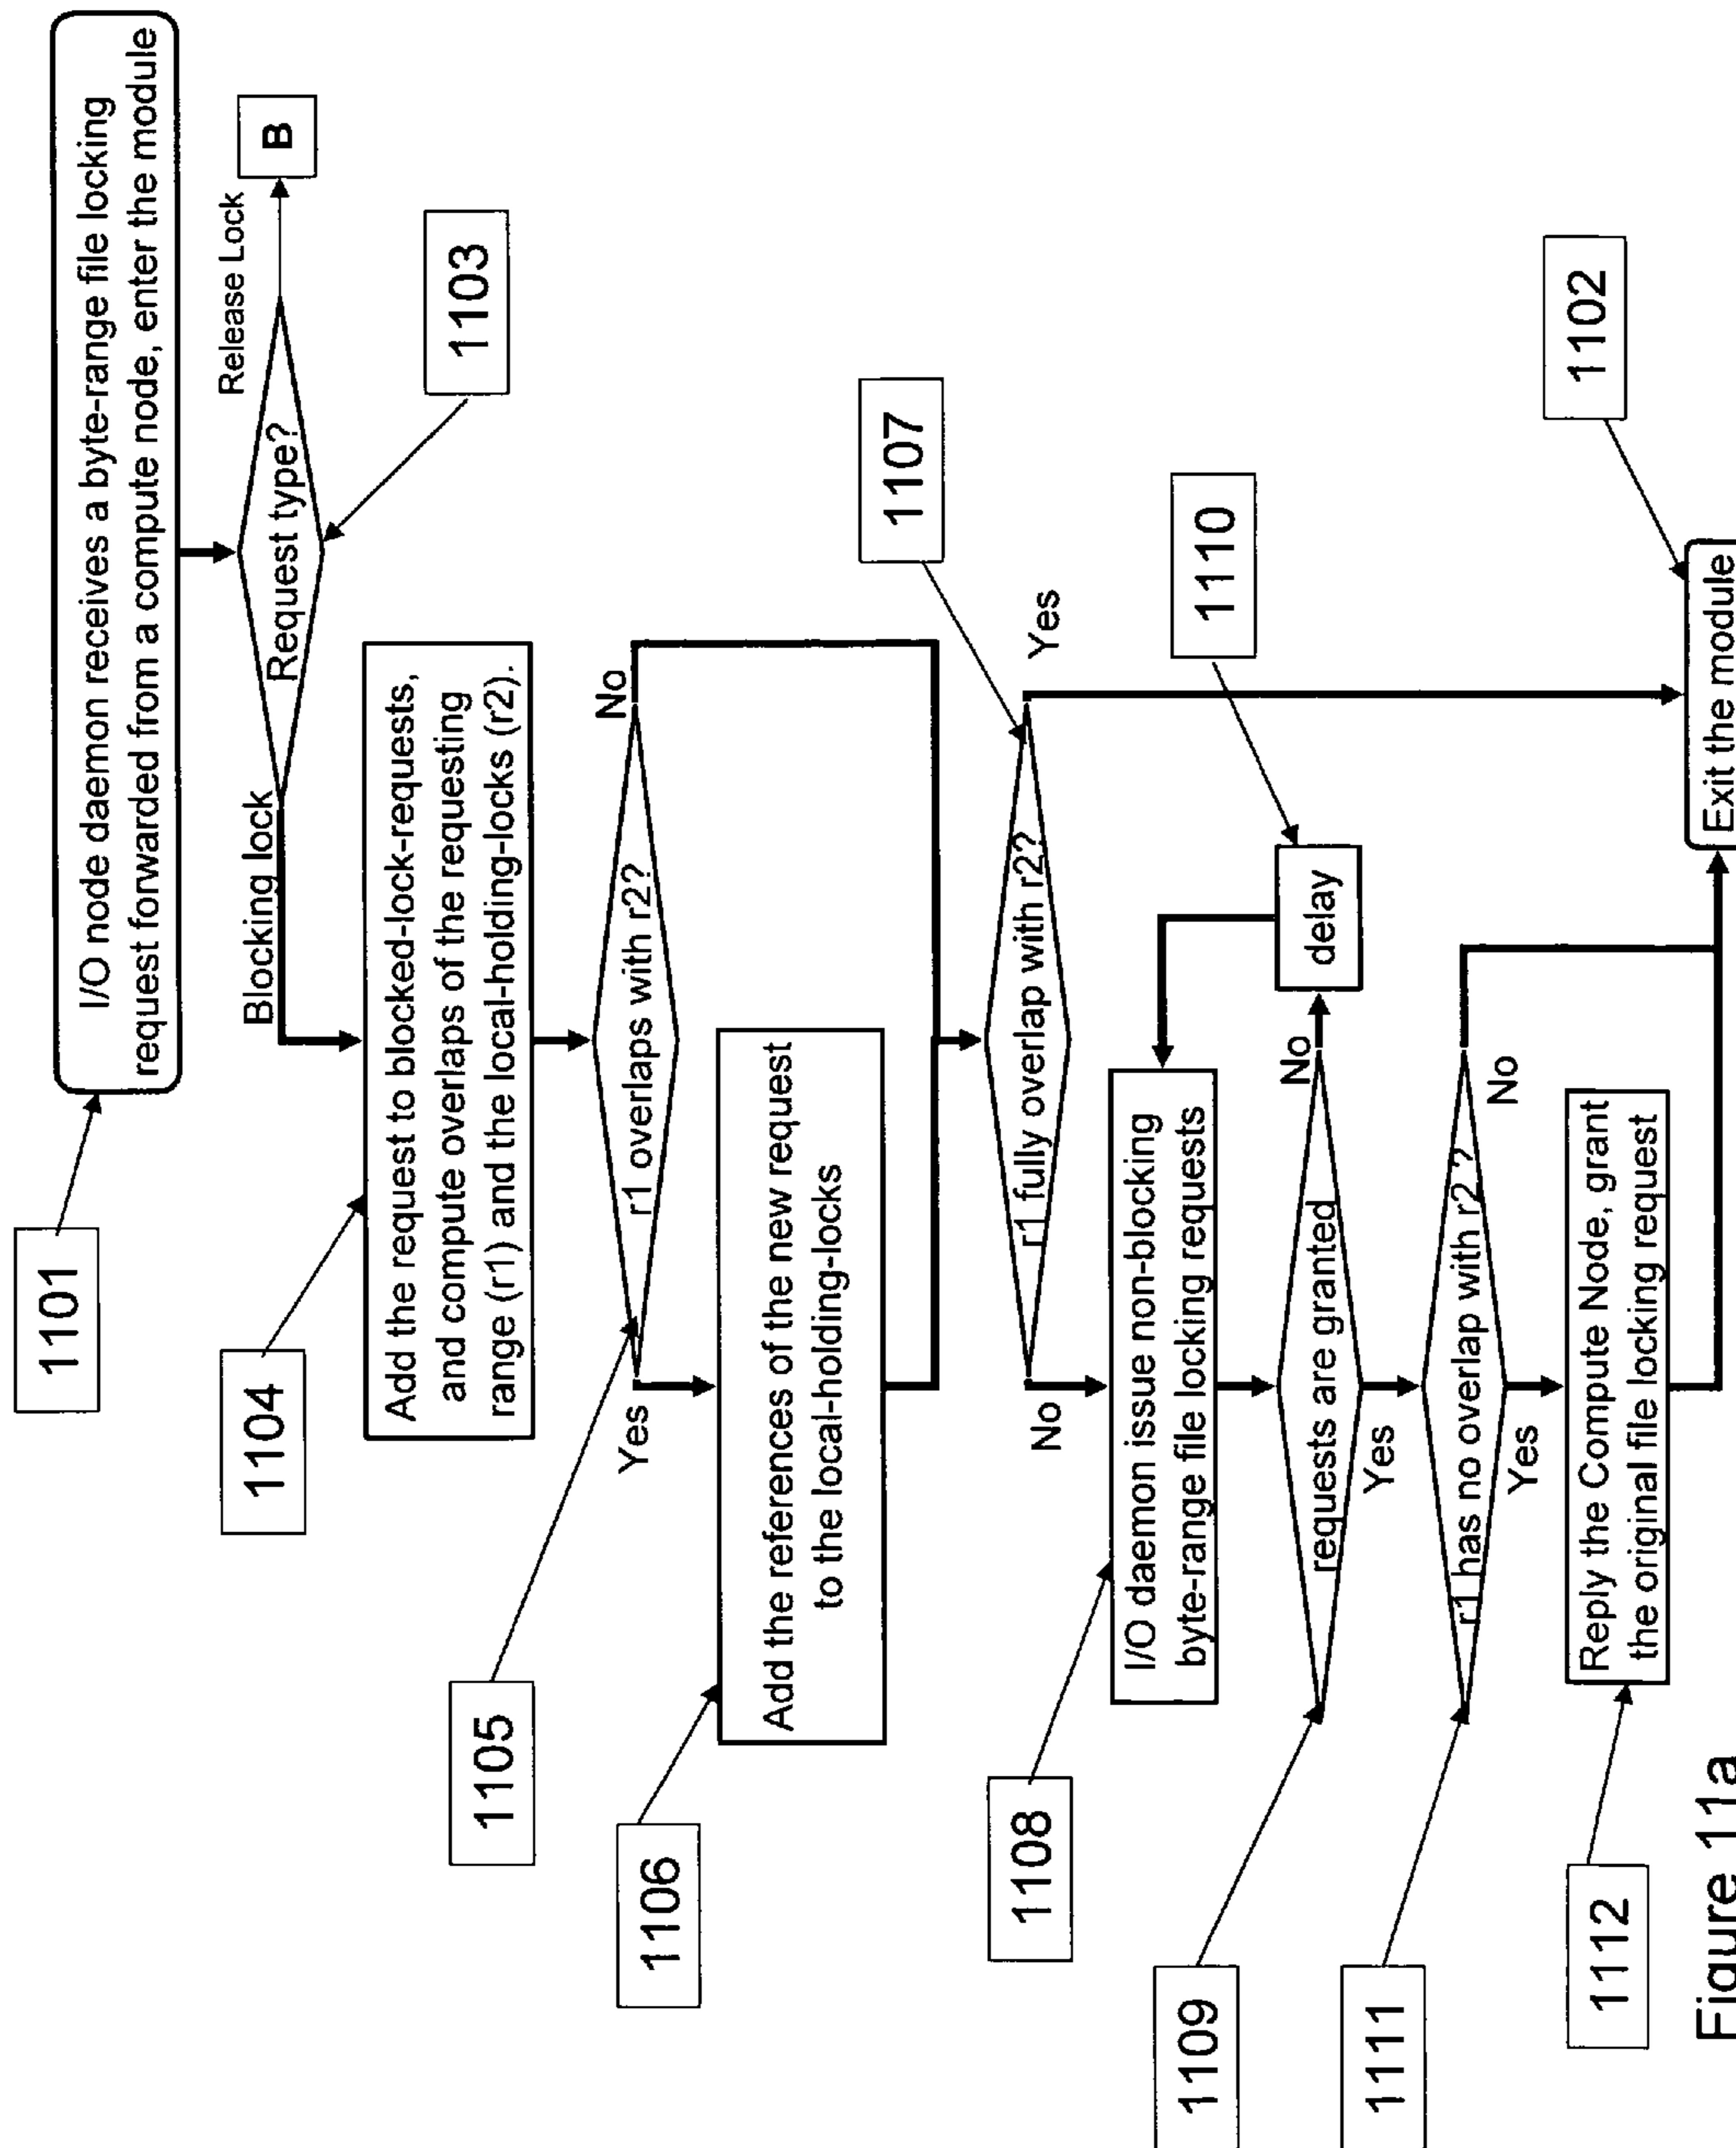 1101
I/O node daemon receives a byte-range file locking
request forwarded from a compute node, enter the module
Release Lock
B
Request type?
1103
Blocking lock
1104
Add the request to blocked-lock-requests,
and compute overlaps of the requesting
range (r1) and the local-holding-locks (r2).
1105
r1 overlaps with r2?
No
Yes
1106
Add the references of the new request
to the local-holding-locks
1107
r1 fully overlap with r2?
Yes
No
1108
I/O daemon issue non-blocking
byte-range file locking requests
delay
1110
1109
requests are granted
No
Yes
1111
r1 has no overlap with r2 ?
No
Yes
1112
Reply the Compute Node, grant
the original file locking request
1102
Exit the module
Figure 11a